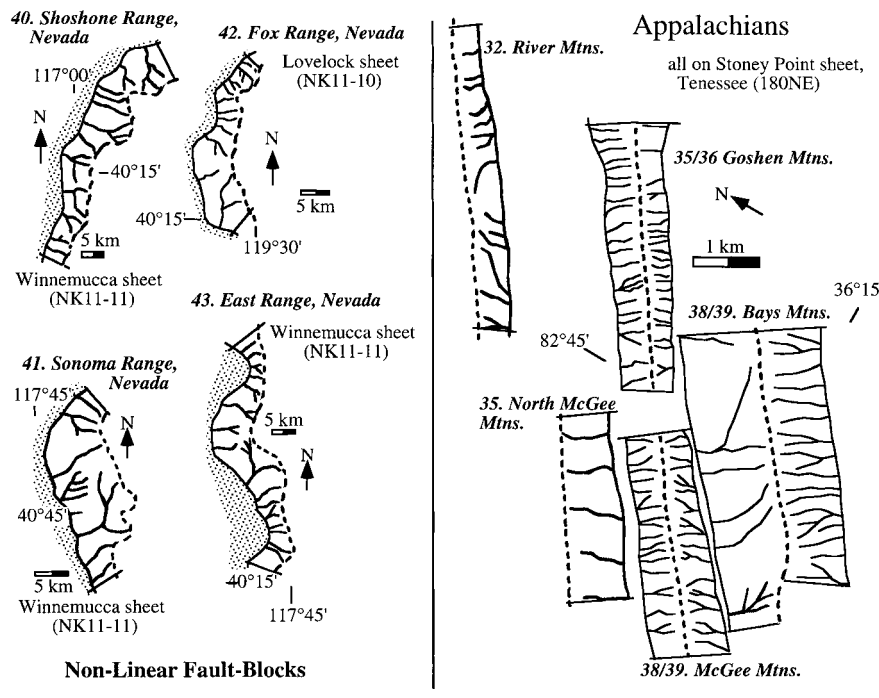 40. Shoshone Range,
Nevada
117°00'
N
40°15'
5 km
Winnemucca sheet
(NK11-11)
42. Fox Range, Nevada
Lovelock sheet
(NK11-10)
N
5 km
40°15'
119°30'
43. East Range, Nevada
Winnemucca sheet
(NK11-11)
5 km
N
40°15'
117°45'
41. Sonoma Range,
Nevada
117°45'
N
40°45'
5 km
Winnemucca sheet
(NK11-11)
Non-Linear Fault-Blocks
Appalachians
all on Stoney Point sheet,
Tenessee (180NE)
32. River Mtns.
35/36 Goshen Mtns.
N
1 km
36°15
38/39. Bays Mtns.
82°45'
35. North McGee
Mtns.
38/39. McGee Mtns.